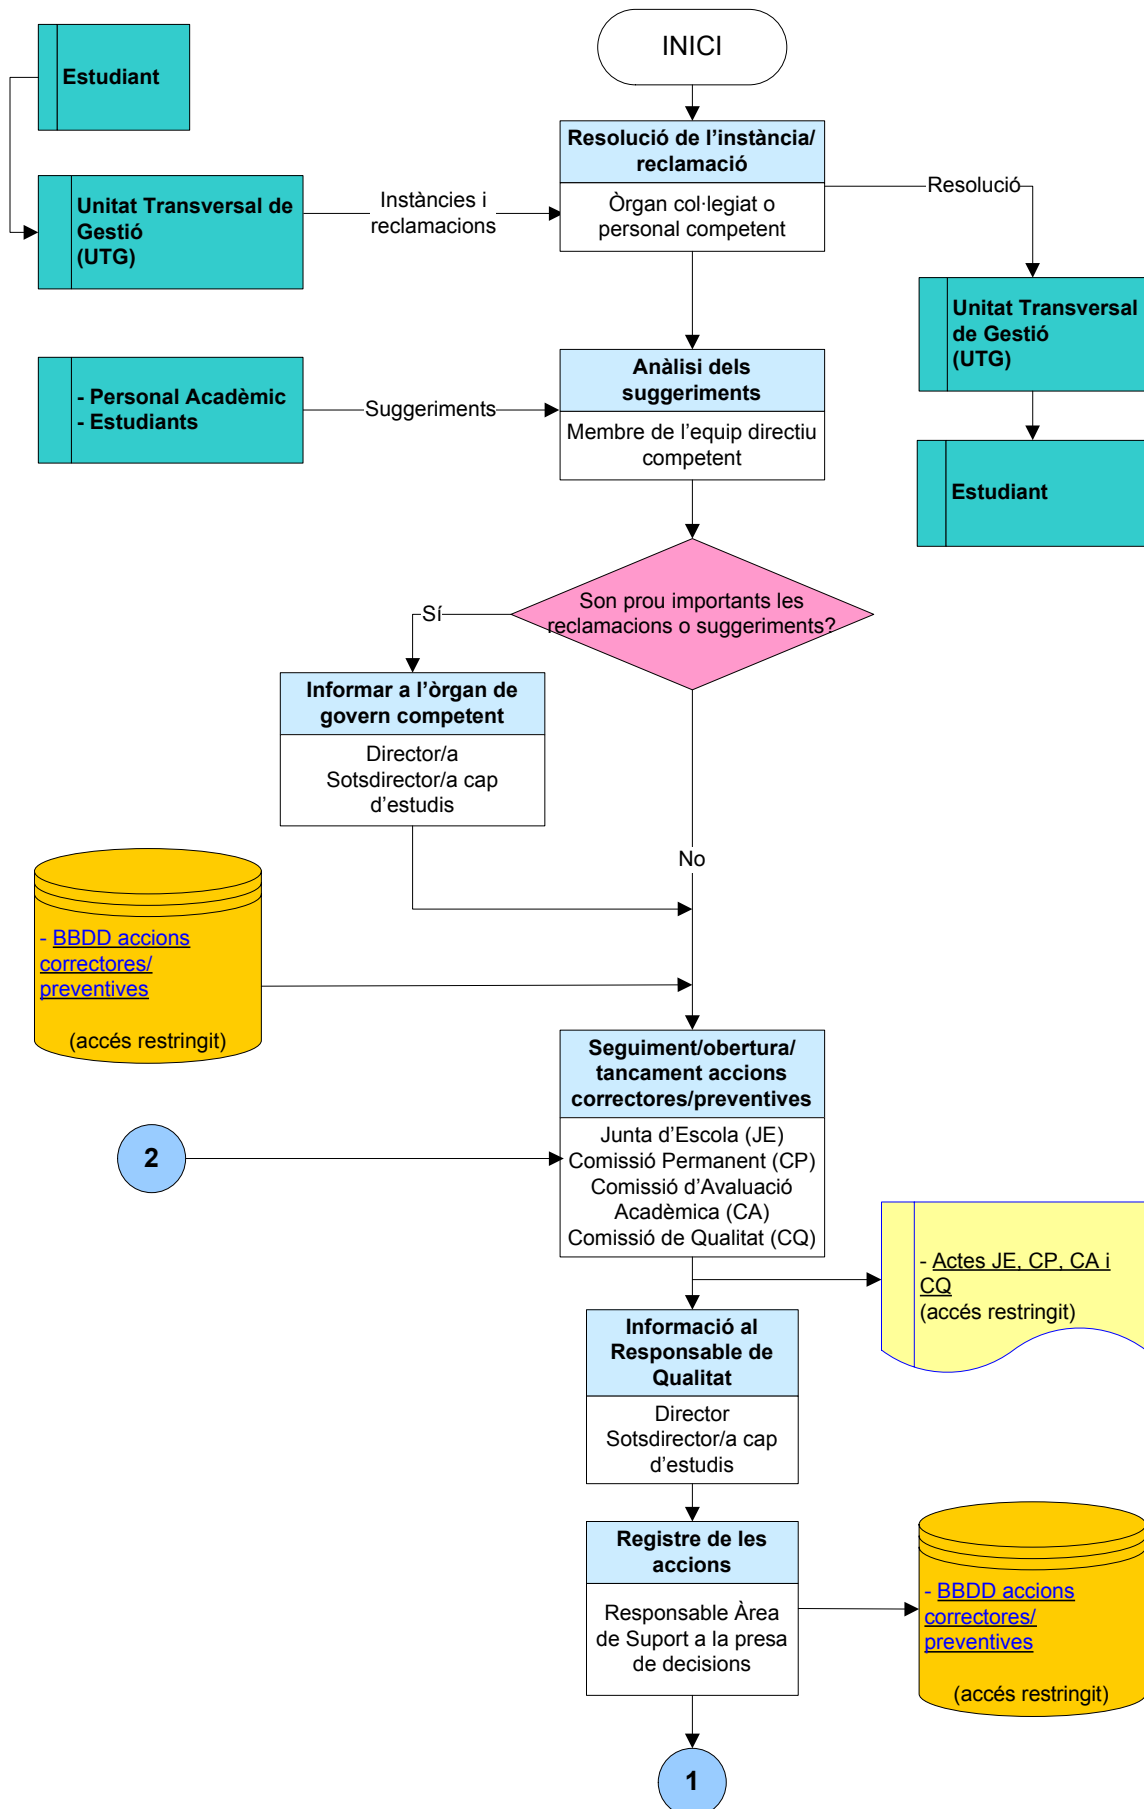 INICI
Estudiant
Resolució de l’instància/
reclamació
Òrgan col·legiat o
personal competent
Unitat Transversal de
Gestió
(UTG)
Instàncies i
reclamacions
Resolució
Unitat Transversal
de Gestió
(UTG)
Estudiant
- Personal Acadèmic
- Estudiants
Suggeriments
Anàlisi dels
suggeriments
Membre de l’equip directiu
competent
Son prou importants les
reclamacions o suggeriments?
Sí
Informar a l’òrgan de
govern competent
Director/a
Sotsdirector/a cap
d’estudis
No
- BBDD accions
correctores/
preventives
(accés restringit)
Seguiment/obertura/
tancament accions
correctores/preventives
Junta d’Escola (JE)
Comissió Permanent (CP)
Comissió d’Avaluació
Acadèmica (CA)
Comissió de Qualitat (CQ)
2
- Actes JE, CP, CA i
CQ
(accés restringit)
Informació al
Responsable de
Qualitat
Director
Sotsdirector/a cap
d’estudis
Registre de les
accions
Responsable Àrea
de Suport a la presa
de decisions
- BBDD accions
correctores/
preventives
(accés restringit)
1